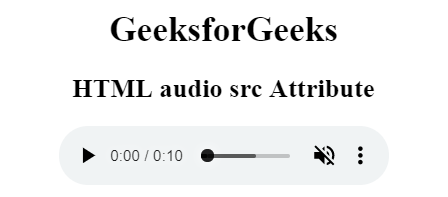 GeeksforGeeks
HTML audio src Attribute
0:00 / 0:10